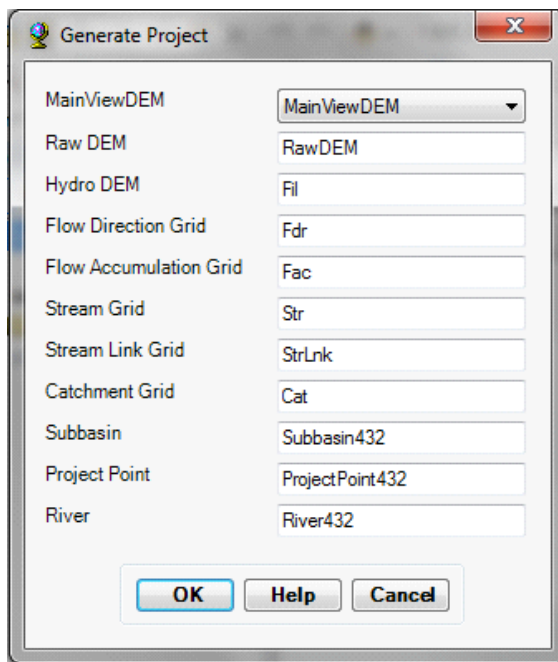 Generate Project
MainViewDEM MainViewDEM
Raw DEM RawDEM
Hydro DEM Fil
Flow Direction Grid Fdr
Flow Accumulation Grid Fac
Stream Grid Str
Stream Link Grid StrLnk
Catchment Grid Cat
Subbasin Subbasin432
Project Point ProjectPoint432
River River432
OK Help Cancel